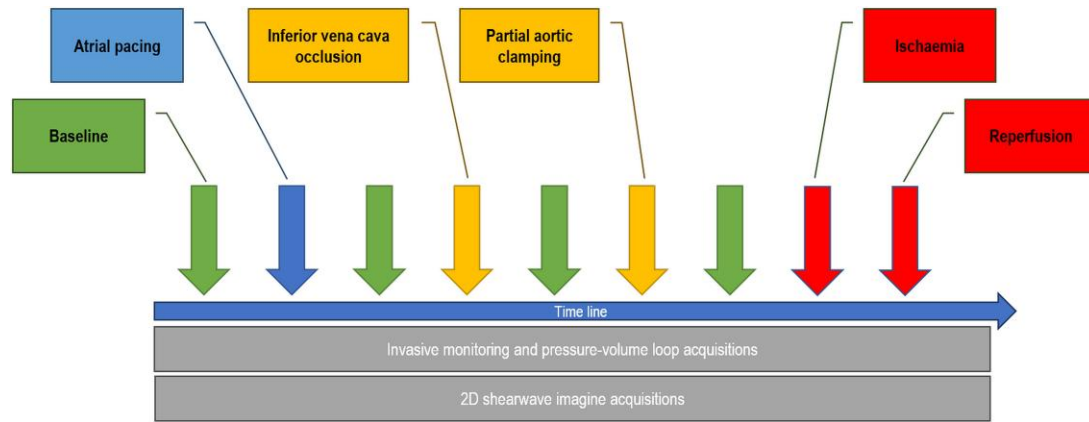 Atrial pacing
Inferior vena cava
occlusion
Partial aortic
clamping
Ischaemia
Baseline
Reperfusion
Time line
Invasive monitoring and pressure-volume loop acquisitions
2D shearwave imagine acquisitions